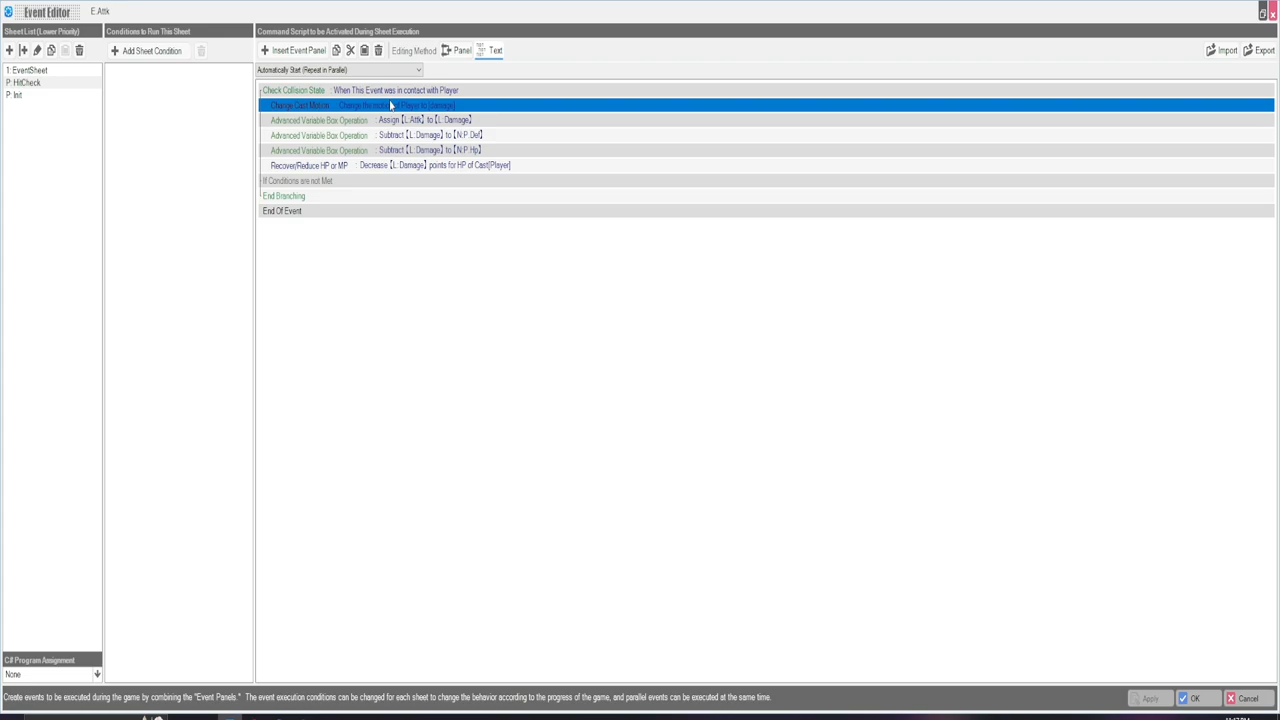 Event Editor E.Attk
Sheet List (Lower Priority) Conditions to Run This Sheet Command Script to be Activated During Sheet Execution
Add Sheet Condition Insert Event Panel Editing Method Panel Text Import Export
1: EventSheet
P: HitCheck
P: Init
Automatically Start (Repeat in Parallel)
Check Collision State : When This Event was in contact with Player
Change Cast Motion : Change the motion of Player to [damage]
Advanced Variable Box Operation : Assign【L:Attk】 to【L:Damage】
Advanced Variable Box Operation : Subtract【L:Damage】 to【N:P.Def】
Advanced Variable Box Operation : Subtract【L:Damage】 to【N:P.Hp】
Recover/Reduce HP or MP : Decrease【L:Damage】 points for HP of Cast[Player]
If Conditions are not Met
End Branching
End Of Event
C# Program Assignment
None
Create events to be executed during the game by combining the "Event Panels." The event execution conditions can be changed for each sheet to change the behavior according to the progress of the game, and parallel events can be executed at the same time.
Apply OK Cancel